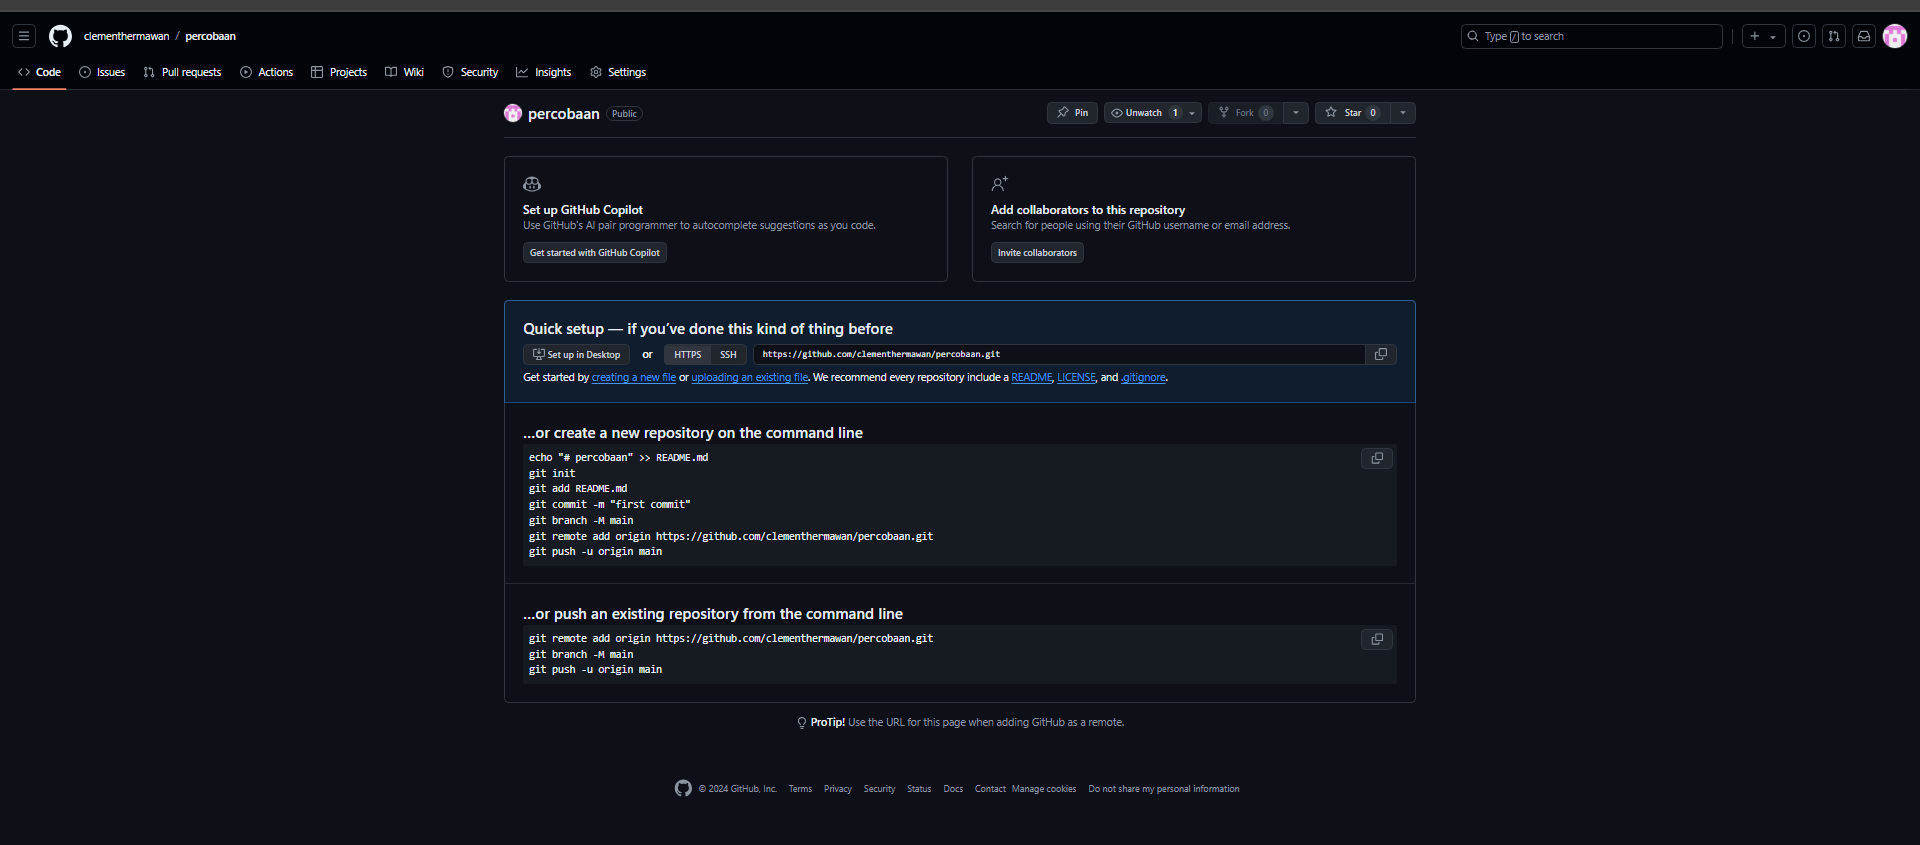 clementhermawan / percobaan
Type / to search
Code Issues Pull requests Actions Projects Wiki Security Insights Settings
percobaan Public
Pin Unwatch 1 Fork 0 Star 0
Set up GitHub Copilot
Use GitHub's AI pair programmer to autocomplete suggestions as you code.
Get started with GitHub Copilot
Add collaborators to this repository
Search for people using their GitHub username or email address.
Invite collaborators
Quick setup — if you’ve done this kind of thing before
Set up in Desktop or HTTPS SSH https://github.com/clementhermawan/percobaan.git
Get started by creating a new file or uploading an existing file. We recommend every repository include a README, LICENSE, and .gitignore.
…or create a new repository on the command line
echo "# percobaan" >> README.md
git init
git add README.md
git commit -m "first commit"
git branch -M main
git remote add origin https://github.com/clementhermawan/percobaan.git
git push -u origin main
…or push an existing repository from the command line
git remote add origin https://github.com/clementhermawan/percobaan.git
git branch -M main
git push -u origin main
ProTip! Use the URL for this page when adding GitHub as a remote.
© 2024 GitHub, Inc. Terms Privacy Security Status Docs Contact Manage cookies Do not share my personal information